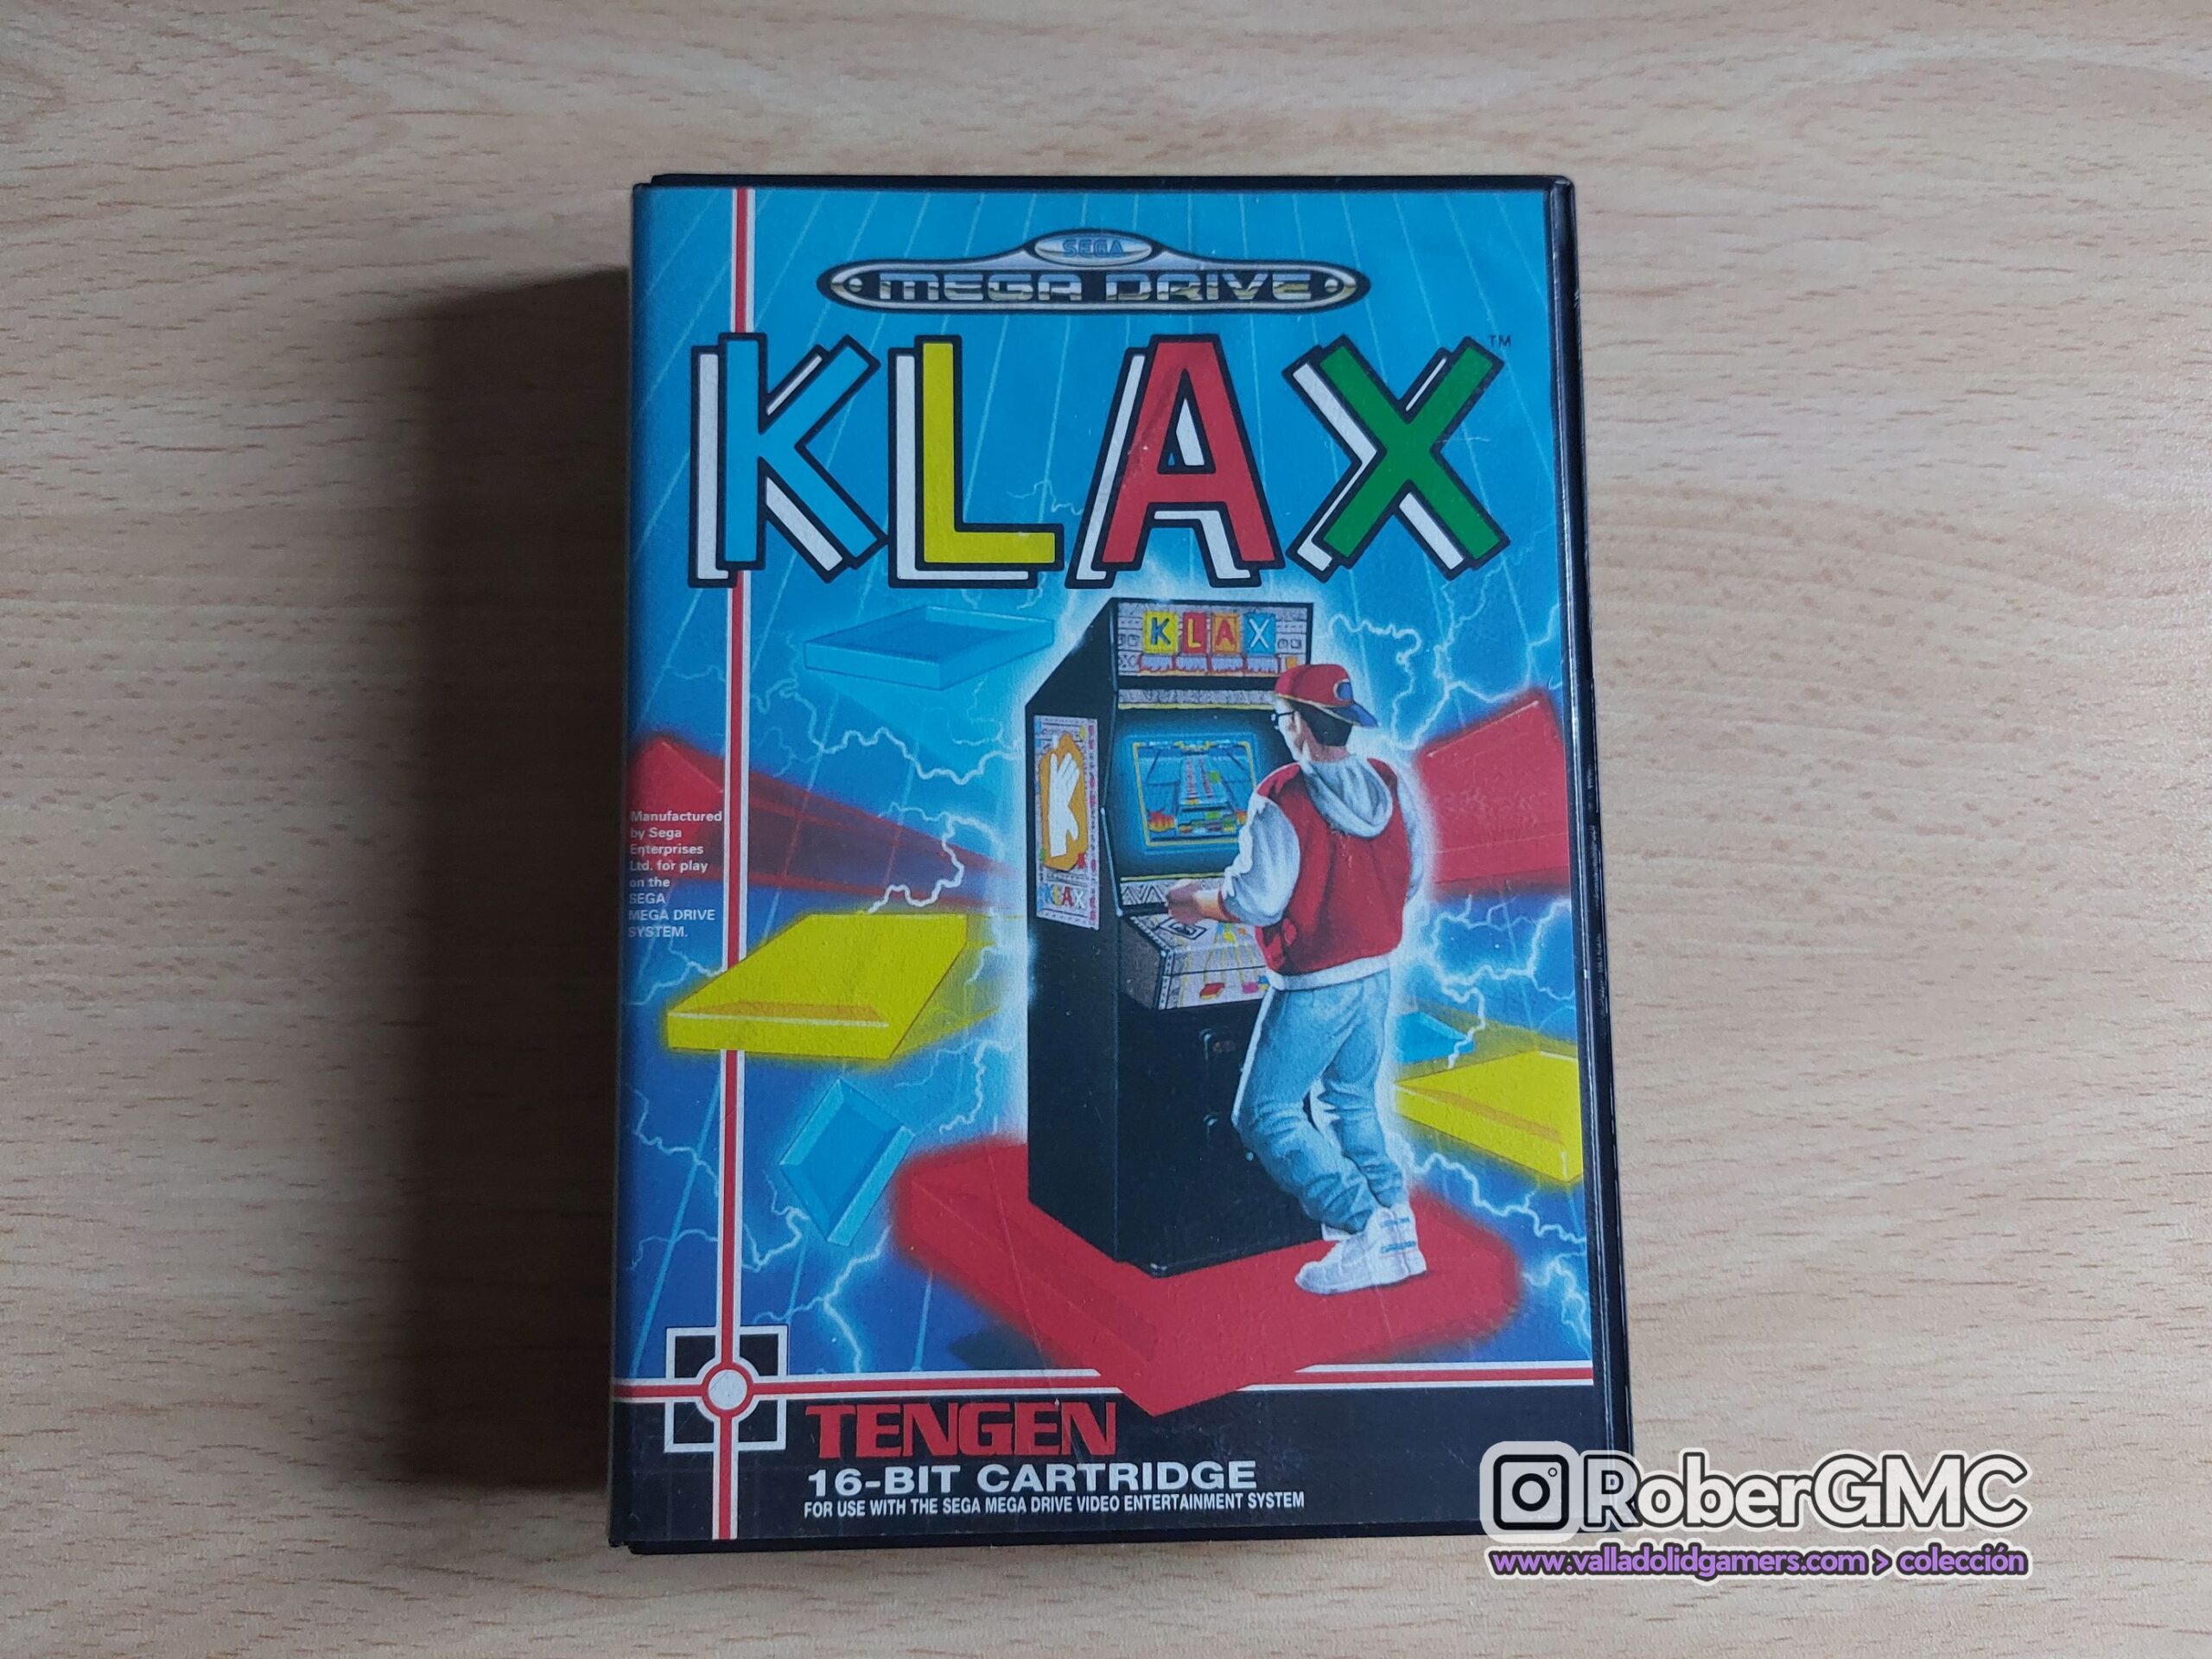 SEGA
MEGA DRIVE
KLAX
TM
KLAX
KLAX
Manufactured
by Sega
Enterprises
Ltd. for play
on the
SEGA
MEGA DRIVE
SYSTEM.
TENGEN
16-BIT CARTRIDGE
FOR USE WITH THE SEGA MEGA DRIVE VIDEO ENTERTAINMENT SYSTEM
RoberGMC
www.valladolidgamers.com > colección